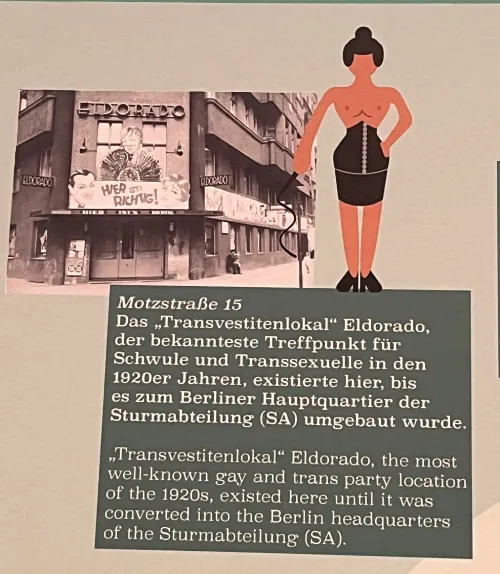 ELDORADO
ELDORADO
ELDORADO
HIER IST'S
RICHTIG!
HIER IST'S RICHTIG
Motzstraße 15
Das „Transvestitenlokal“ Eldorado,
der bekannteste Treffpunkt für
Schwule und Transsexuelle in den
1920er Jahren, existierte hier, bis
es zum Berliner Hauptquartier der
Sturmabteilung (SA) umgebaut wurde.
„Transvestitenlokal“ Eldorado, the most
well-known gay and trans party location
of the 1920s, existed here until it was
converted into the Berlin headquarters
of the Sturmabteilung (SA).